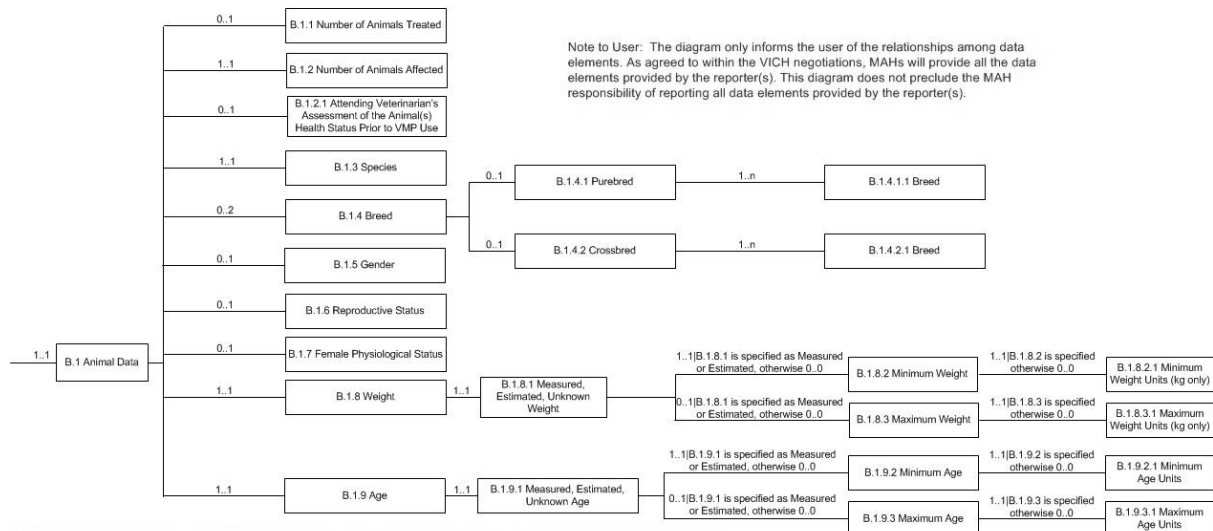 0..1
B.1.1 Number of Animals Treated
Note to User: The diagram only informs the user of the relationships among data
elements. As agreed to within the VICH negotiations, MAHs will provide all the data
elements provided by the reporter(s). This diagram does not preclude the MAH
responsibility of reporting all data elements provided by the reporter(s).
1..1
B.1.2 Number of Animals Affected
0..1
B.1.2.1 Attending Veterinarian's
Assessment of the Animal(s)
Health Status Prior to VMP Use
1..1
B.1.3 Species
0..2
B.1.4 Breed
0..1
B.1.4.1 Purebred
1..n
B.1.4.1.1 Breed
0..1
B.1.4.2 Crossbred
1..n
B.1.4.2.1 Breed
0..1
B.1.5 Gender
0..1
B.1.6 Reproductive Status
1..1
B.1 Animal Data
0..1
B.1.7 Female Physiological Status
1..1
B.1.8 Weight
1..1
B.1.8.1 Measured,
Estimated, Unknown
Weight
1..1|B.1.8.1 is specified as Measured
or Estimated, otherwise 0..0
B.1.8.2 Minimum Weight
1..1|B.1.8.2 is specified
otherwise 0..0
B.1.8.2.1 Minimum
Weight Units (kg only)
0..1|B.1.8.1 is specified as Measured
or Estimated, otherwise 0..0
B.1.8.3 Maximum Weight
1..1|B.1.8.3 is specified
otherwise 0..0
B.1.8.3.1 Maximum
Weight Units (kg only)
1..1
B.1.9 Age
1..1
B.1.9.1 Measured, Estimated,
Unknown Age
1..1|B.1.9.1 is specified as Measured
or Estimated, otherwise 0..0
B.1.9.2 Minimum Age
1..1|B.1.9.2 is specified
otherwise 0..0
B.1.9.2.1 Minimum
Age Units
0..1|B.1.9.1 is specified as Measured
or Estimated, otherwise 0..0
B.1.9.3 Maximum Age
1..1|B.1.9.3 is specified
otherwise 0..0
B.1.9.3.1 Maximum
Age Units